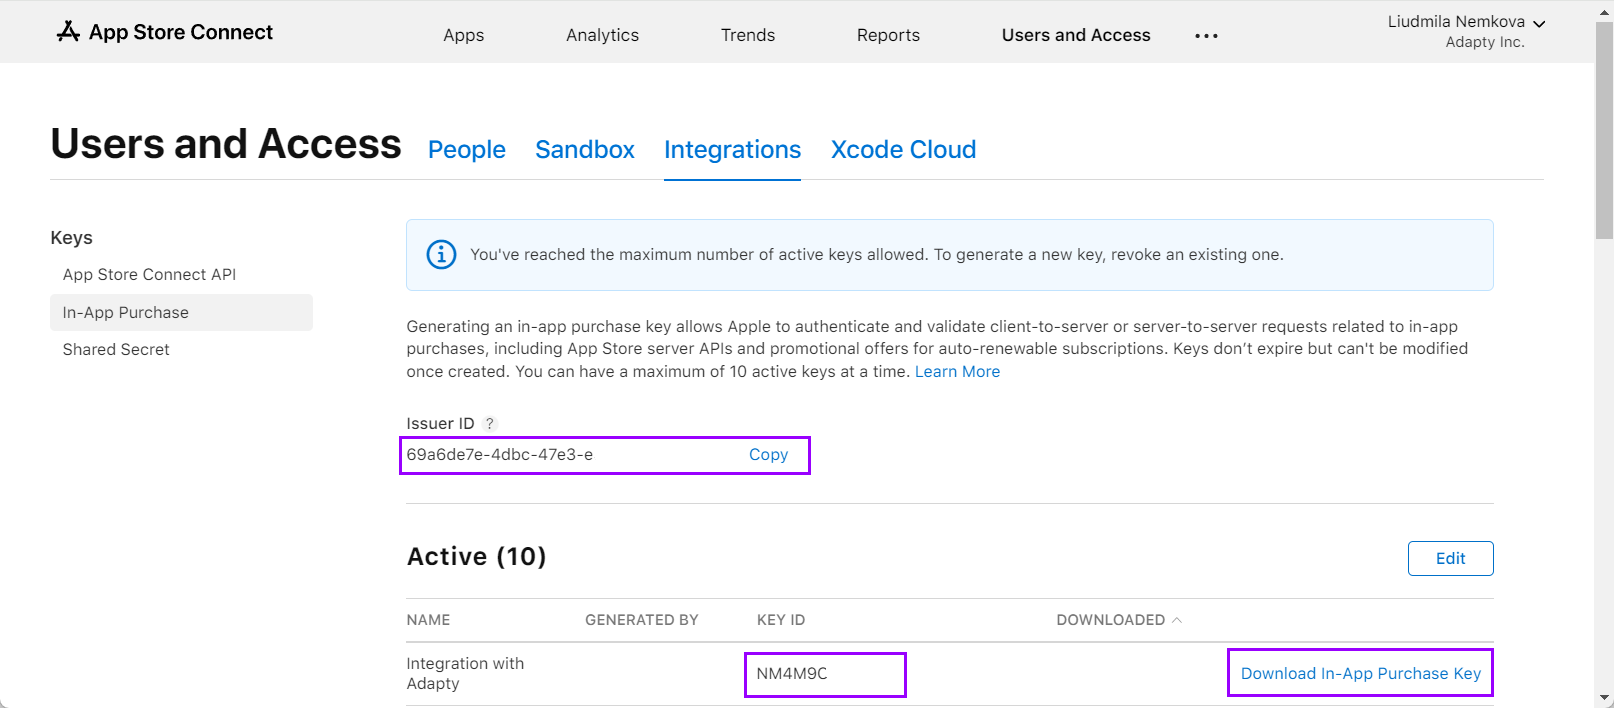 App Store Connect
Apps
Analytics
Trends
Reports
Users and Access
•••
Liudmila Nemkova
Adapty Inc.
Users and Access
People
Sandbox
Integrations
Xcode Cloud
Keys
App Store Connect API
In-App Purchase
Shared Secret
You've reached the maximum number of active keys allowed. To generate a new key, revoke an existing one.
Generating an in-app purchase key allows Apple to authenticate and validate client-to-server or server-to-server requests related to in-app
purchases, including App Store server APIs and promotional offers for auto-renewable subscriptions. Keys don’t expire but can't be modified
once created. You can have a maximum of 10 active keys at a time. Learn More
Issuer ID ?
69a6de7e-4dbc-47e3-e
Copy
Active (10)
Edit
NAME
GENERATED BY
KEY ID
DOWNLOADED
Integration with
Adapty
NM4M9C
Download In-App Purchase Key